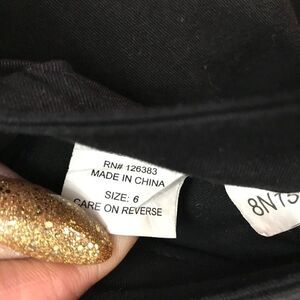 RN# 126383
MADE IN CHINA
SIZE: 6
CARE ON REVERSE